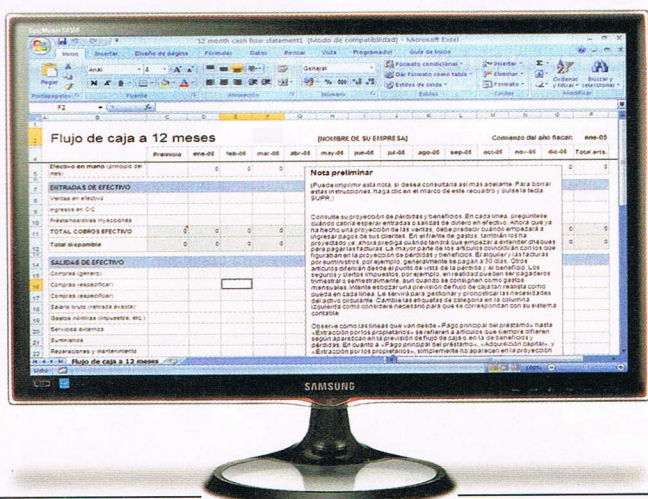 SyncMaster SA350
12 month cash flow statement1 [Modo de compatibilidad] - Microsoft Excel
Inicio Insertar Diseño de página Fórmulas Datos Revisar Vista Programador Guía de Inicio
Pegar Arial 8 General Formato condicional Insertar
N K S % 000 Dar formato como tabla Eliminar Ordenar Buscar y
Estilos de celda Formato y filtrar seleccionar
Portapapeles Fuente Alineación Número Estilos Celdas Modificar
F2
Flujo de caja a 12 meses [NOMBRE DE SU EMPRESA] Comienzo del año fiscal: ene-05
Preinicio ene-05 feb-05 mar-05 abr-05 may-05 jun-05 jul-05 ago-05 sep-05 oct-05 nov-05 dic-05 Total arts.
Efectivo en mano (principio del mes)
ENTRADAS DE EFECTIVO
Ventas en efectivo
Ingresos en C/C
TOTAL COBROS EFECTIVO
Total disponible
SALIDAS DE EFECTIVO
Compras (género)
Compras (especificar)
Compras (especificar)
Salario bruto (retirada exacta)
Gastos nóminas (impuestos, etc.)
Servicios externos
Suministros
Reparaciones y mantenimiento
Nota preliminar
(Puede imprimir esta nota, si desea consultarla así más adelante. Para borrar
estas instrucciones, haga clic en el marco de este recuadro y pulse la tecla
SUPR.)
Consulte su proyección de pérdidas y beneficios. En cada línea, pregúntese
cuándo cabría esperar entradas o salidas de dinero en efectivo. Ahora que ya
ha hecho una proyección de las ventas, debe predecir cuándo empezará a
ingresar pagos de sus clientes. En el frente de gastos, también los ha
proyectado ya; ahora prediga cuándo tendrá que empezar a extender cheques
para pagar las facturas. La mayor parte de los artículos coincidirán con los que
figuraban en la proyección de pérdidas y beneficios. El alquiler y las facturas
por suministros, por ejemplo, generalmente se pagan a 30 días. Otros
artículos diferirán desde el punto de vista de la pérdida y el beneficio. Los
seguros y ciertos impuestos, por ejemplo, en realidad pueden ser pagaderos
trimestral o semestralmente, aun cuando se consignen como gastos
mensuales. Intente esbozar una previsión de flujo de caja tan realista como
pueda en cada línea. Le servirá para gestionar y pronosticar las necesidades
del activo circulante. Cambie las etiquetas de categoría en la columna
izquierda como considere necesario para que se correspondan con su sistema
contable.
Observe cómo las líneas que van desde «Pago principal del préstamo» hasta
«Extracción por los propietarios» se refieren a artículos que siempre difieren
según aparezcan en la previsión de flujo de caja o en la de beneficios y
pérdidas. En cuanto a «Pago principal del préstamo», «Adquisición capital», y
«Extracción por los propietarios», simplemente no aparecen en la proyección
Flujo de caja a 12 meses
Listo 100%
SAMSUNG